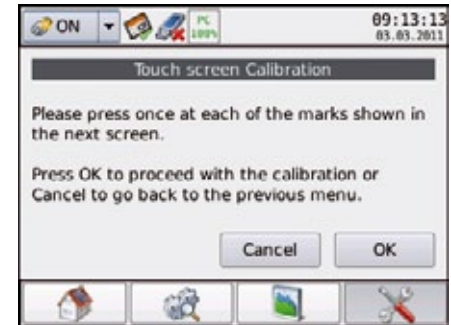 ON
PC
100%
09:13:13
03.03.2011
Touch screen Calibration
Please press once at each of the marks shown in
the next screen.
Press OK to proceed with the calibration or
Cancel to go back to the previous menu.
Cancel
OK